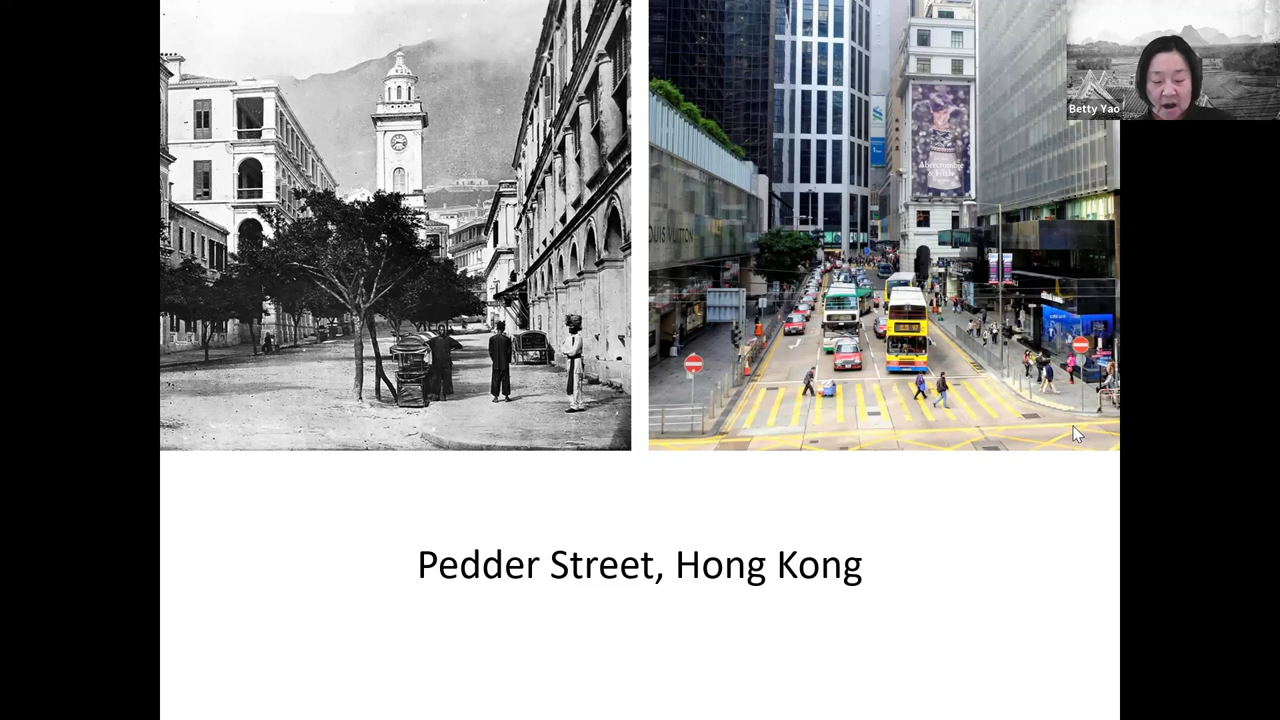 Betty Yao
LOUIS VUITTON
Abercrombie
& Fitch
Pedder Street, Hong Kong